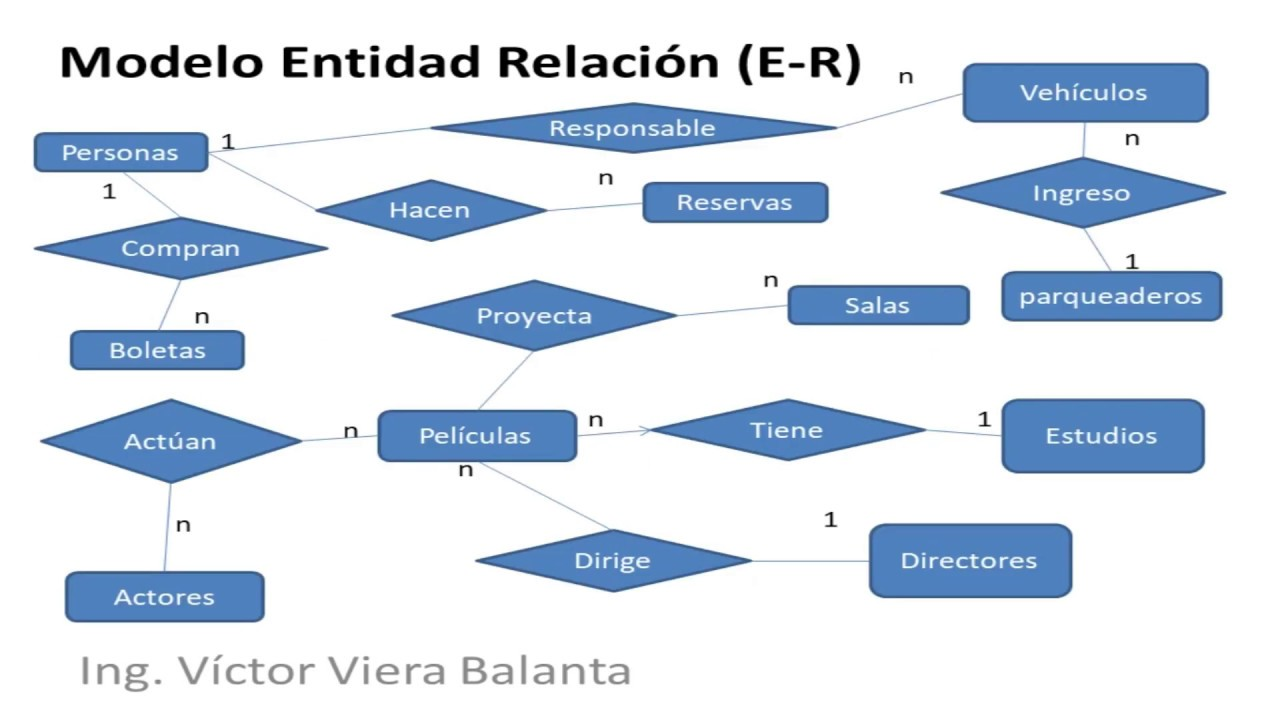 Modelo Entidad Relación (E-R)
n
Vehículos
Responsable
Personas
1
n
1
n
Hacen
Reservas
Ingreso
Compran
1
n
Proyecta
Salas
parqueaderos
n
Boletas
Actúan
n
Películas
n
Tiene
1
Estudios
n
n
1
Dirige
Directores
Actores
Ing. Víctor Viera Balanta